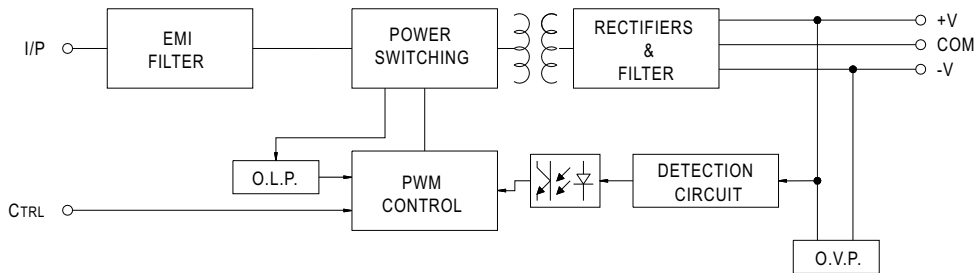 I/P
EMI
FILTER
POWER
SWITCHING
RECTIFIERS
&
FILTER
+V
COM
-V
O.L.P.
PWM
CONTROL
DETECTION
CIRCUIT
CTRL
O.V.P.